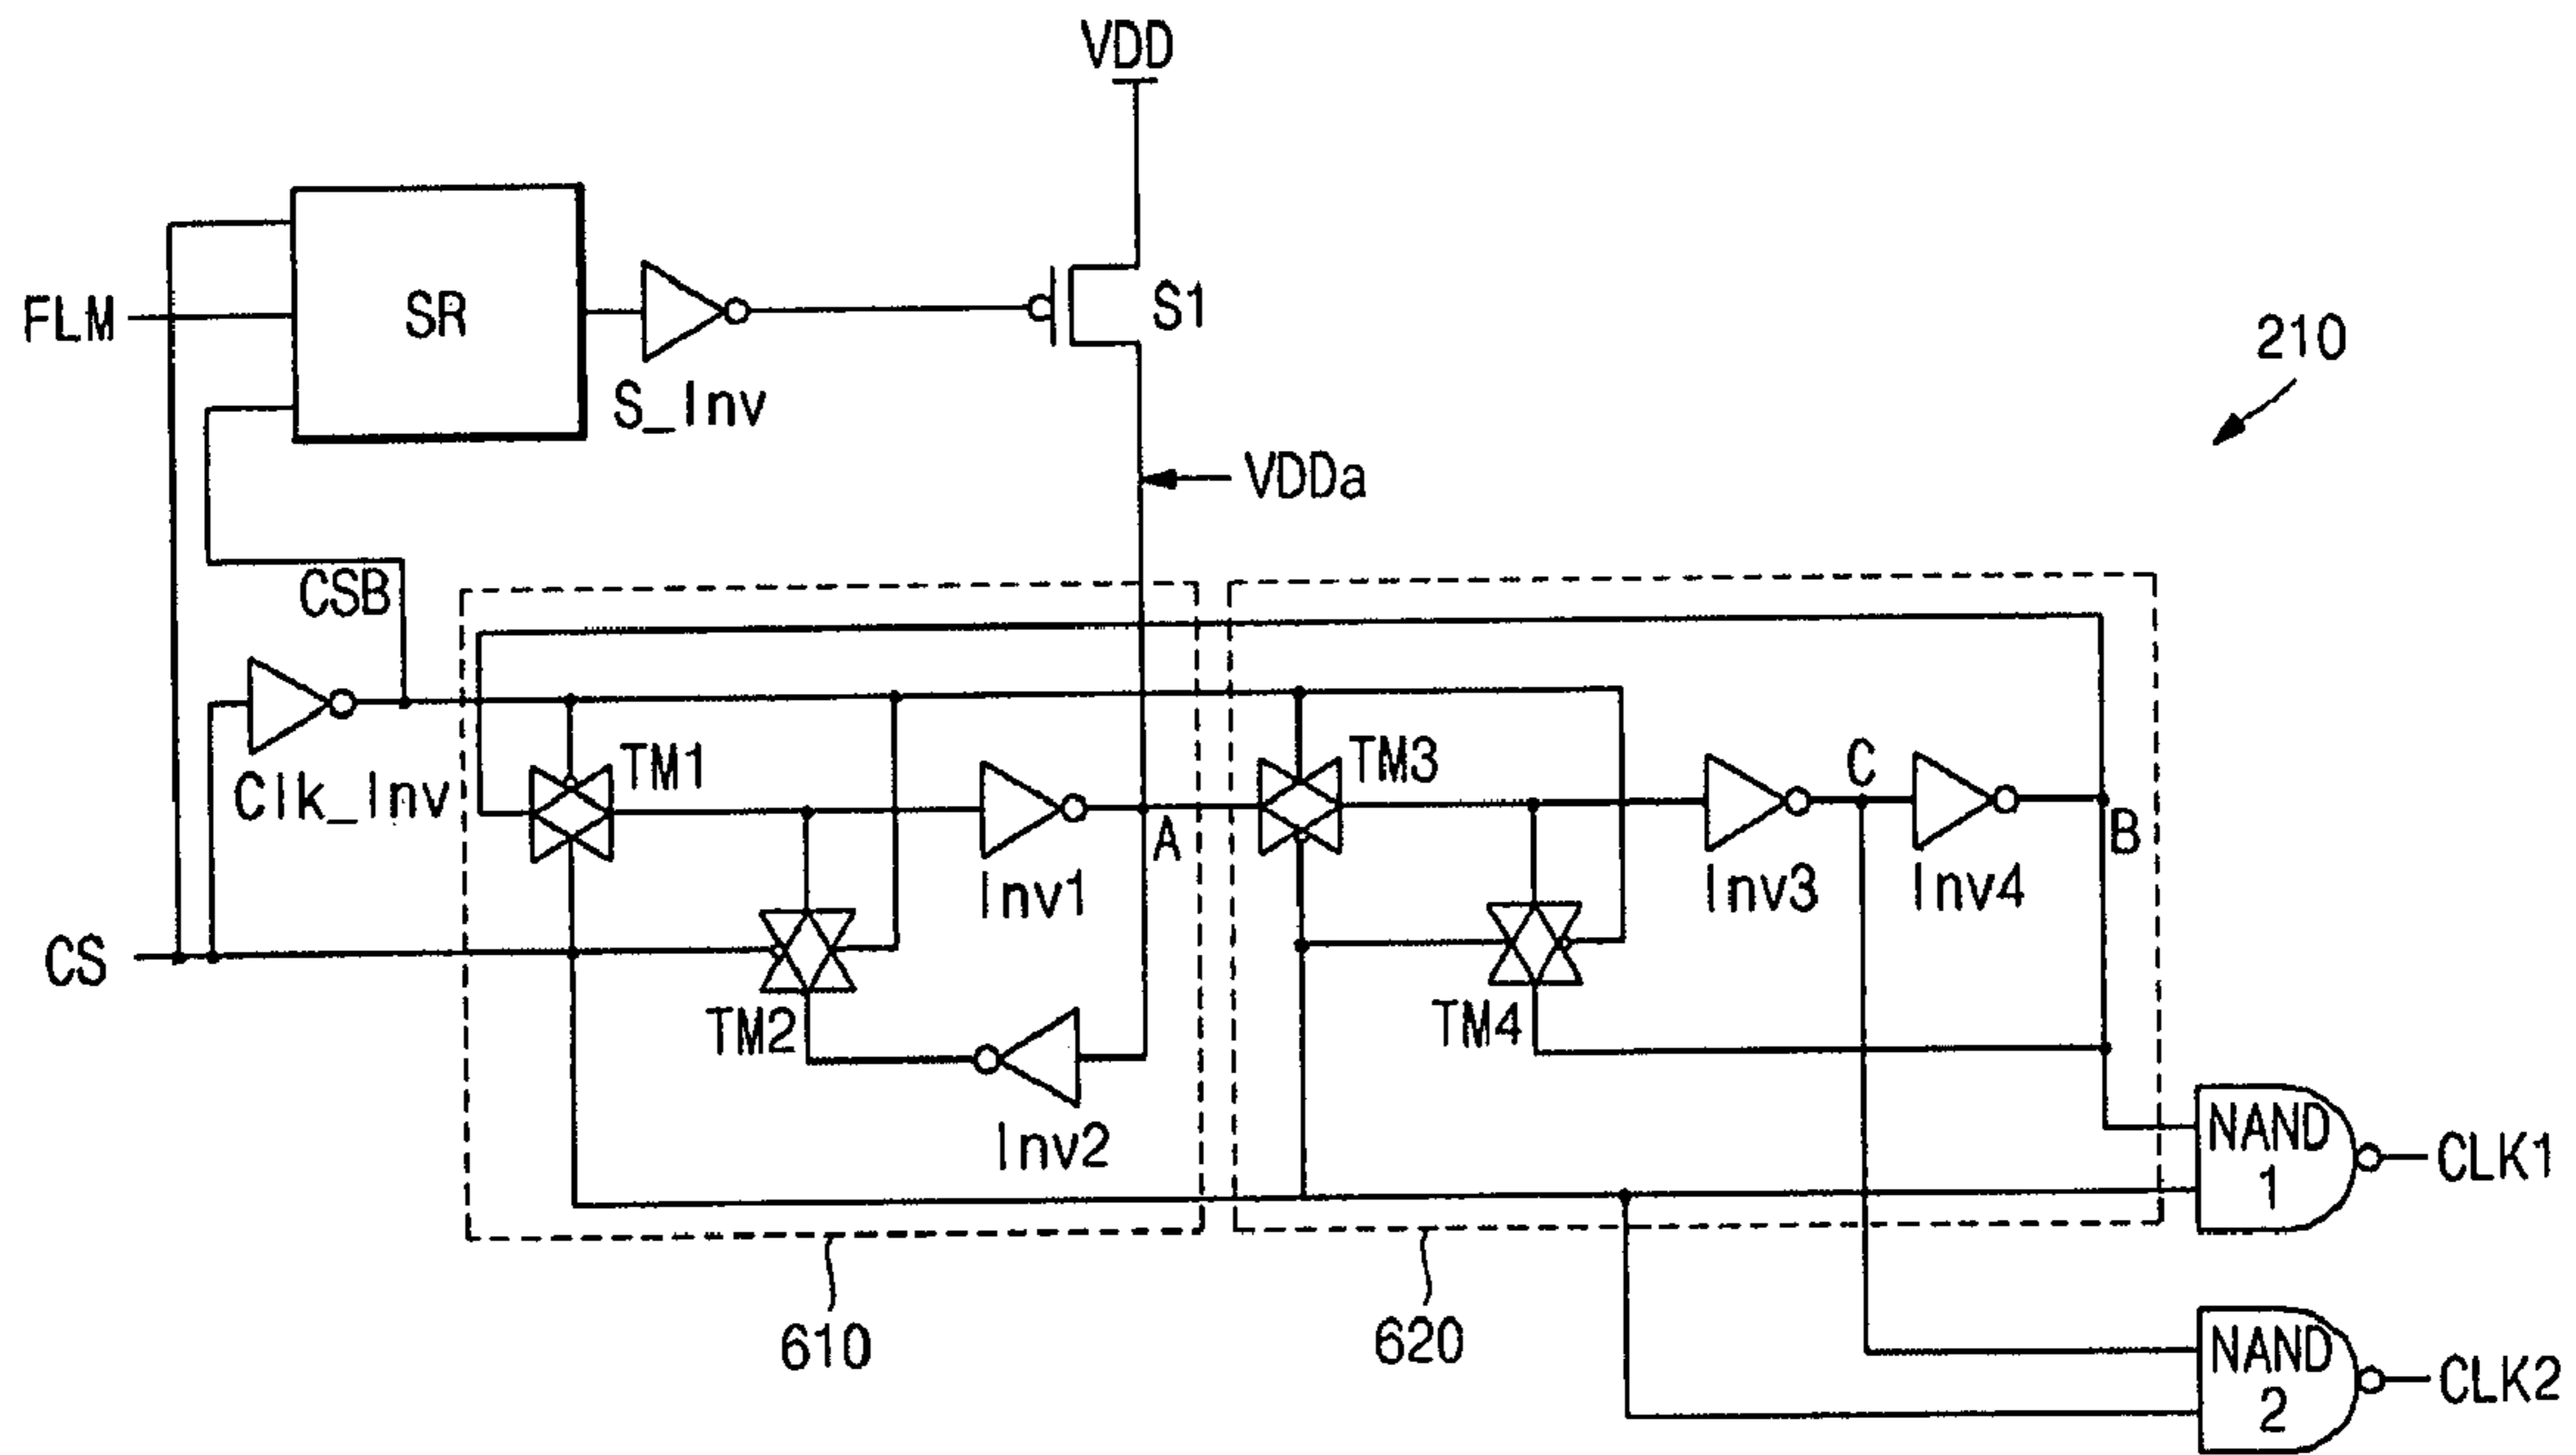 VDD
FLM
SR
S_Inv
S1
210
VDDa
CSB
Clk_Inv
TM1
Inv1
A
TM3
C
Inv3
Inv4
B
CS
TM2
Inv2
TM4
NAND
1
CLK1
610
620
NAND
2
CLK2